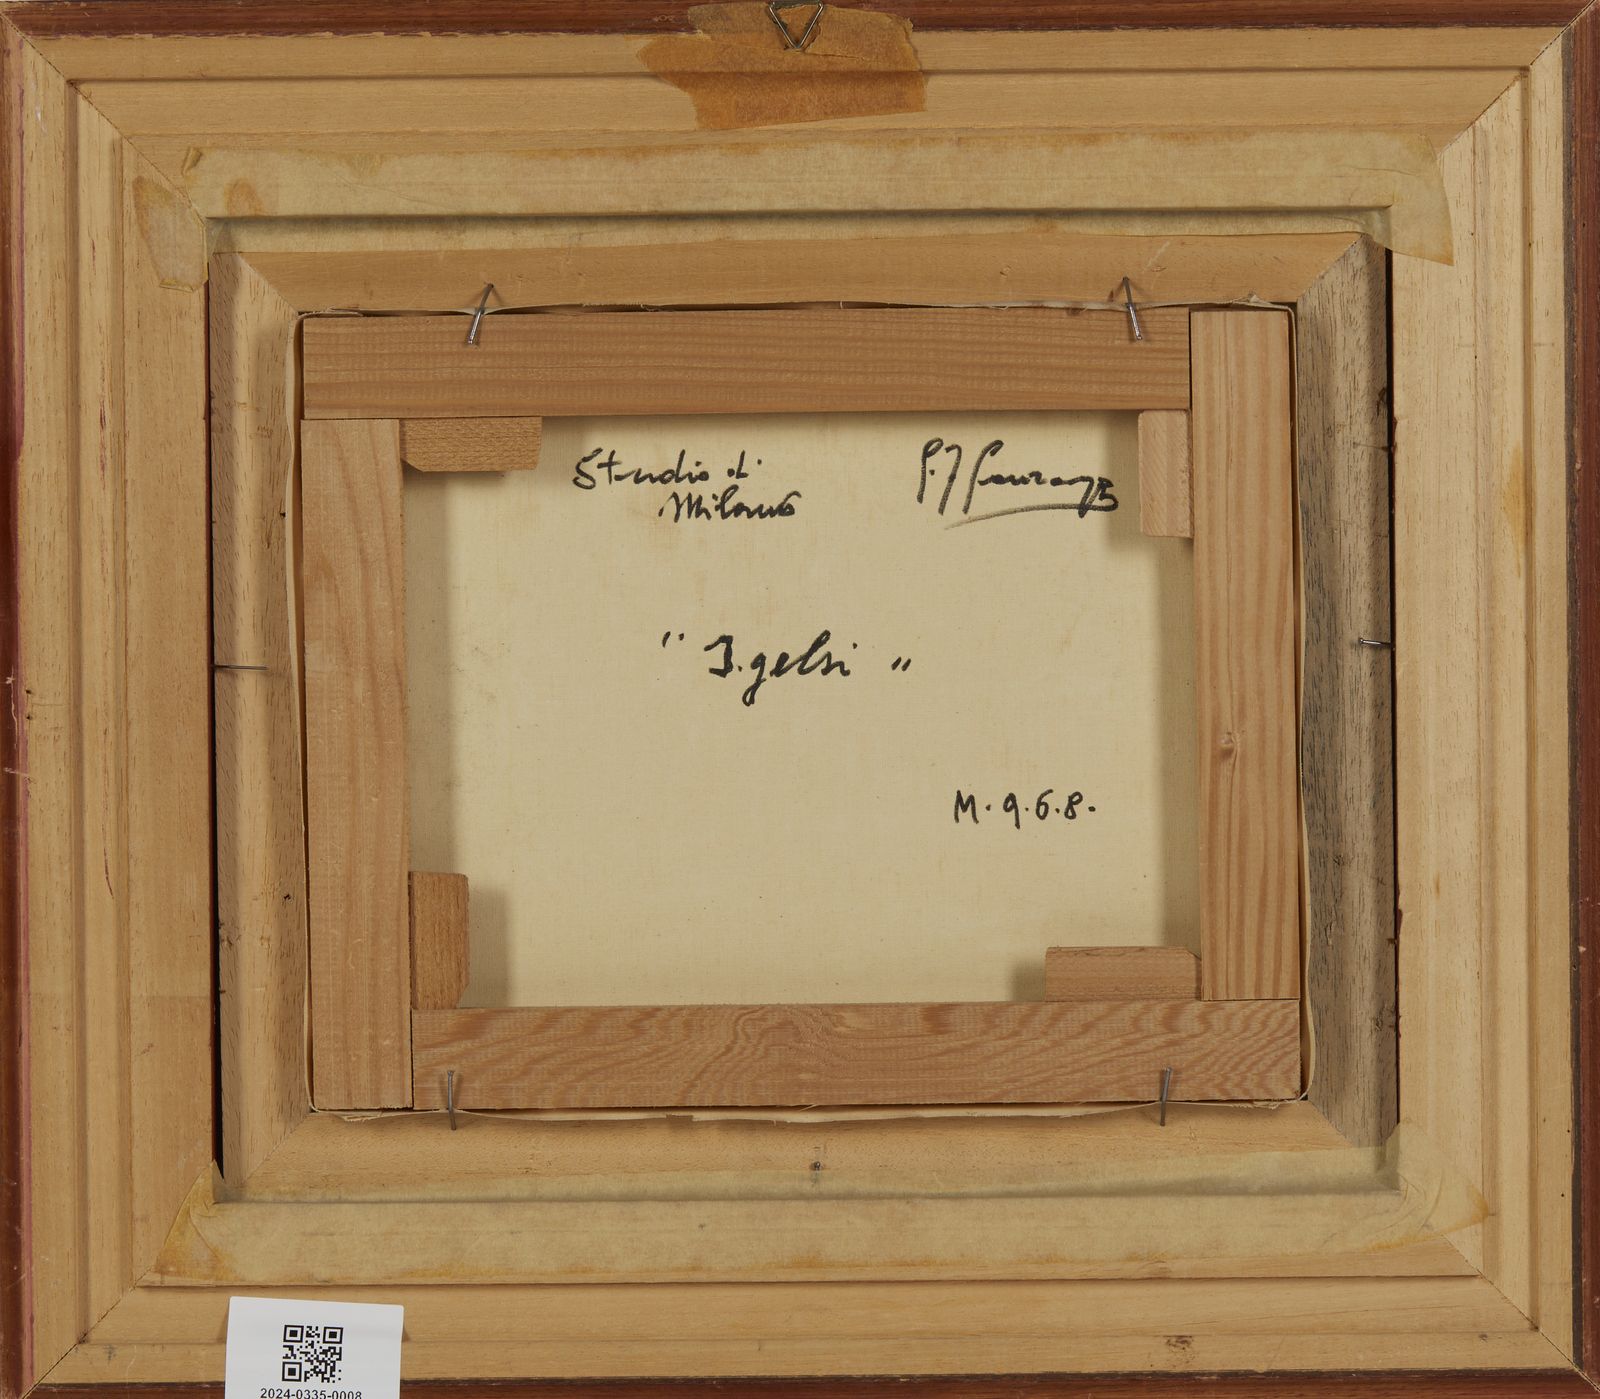 Studio di
Milano
" I. gelsi "
M. 9.6.8.
2024-0335-0008